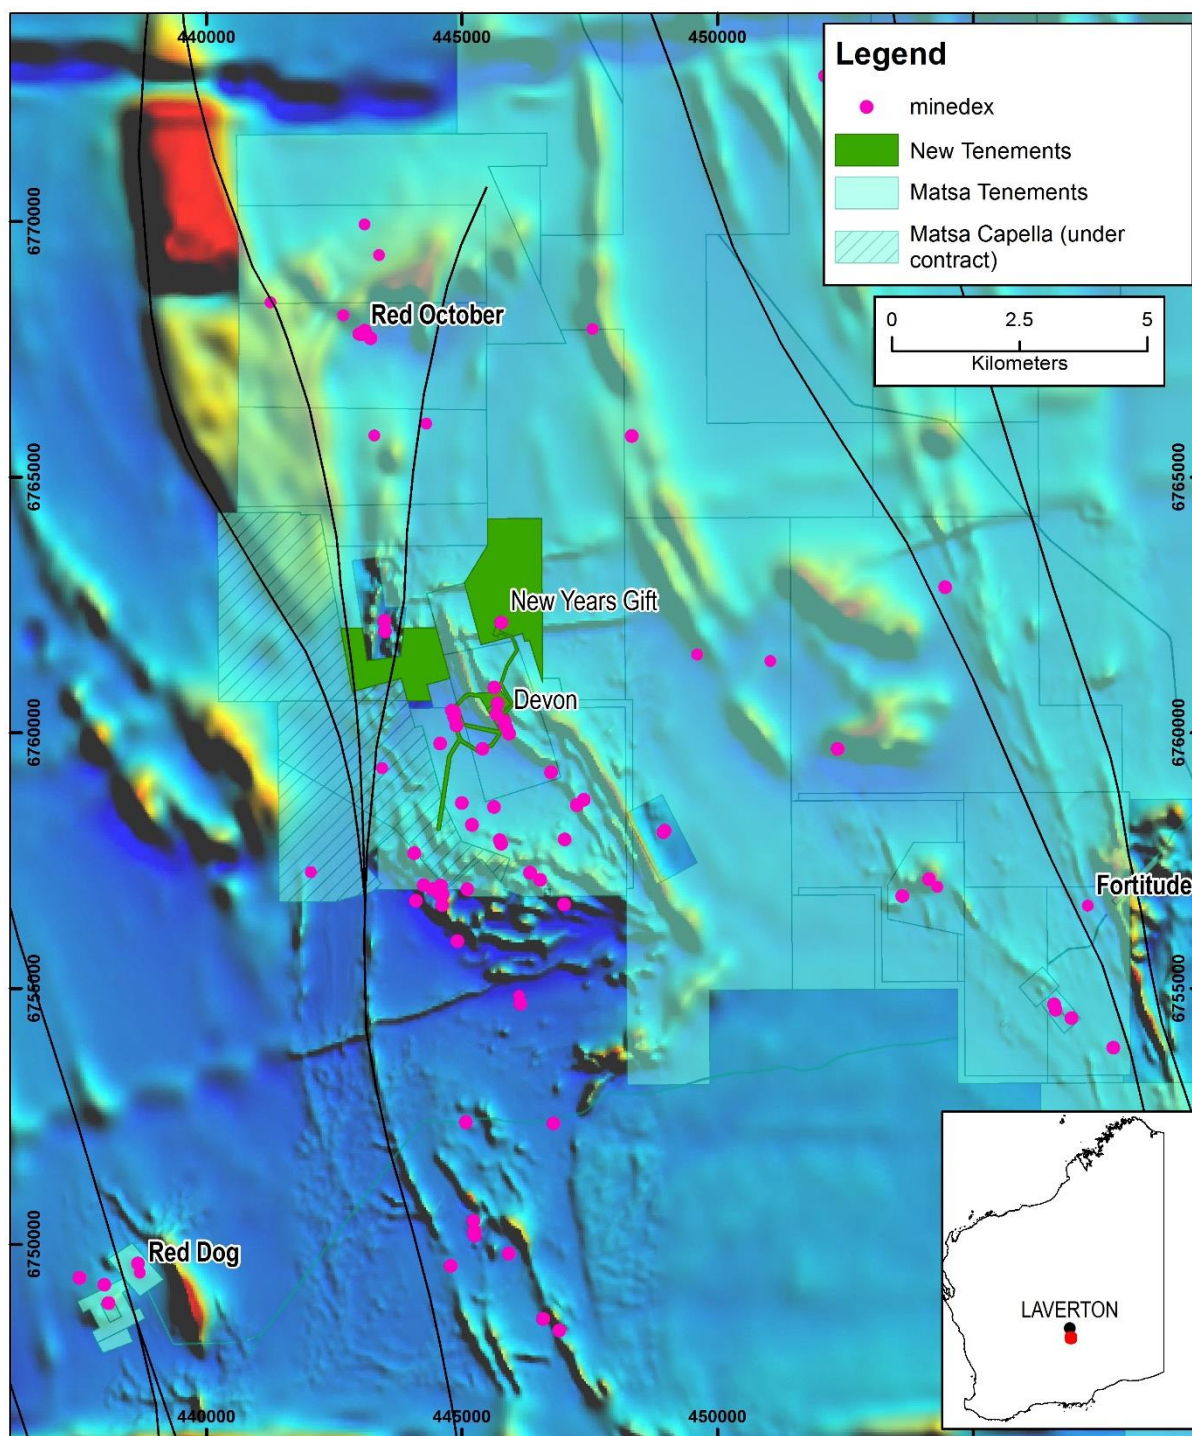 440000
445000
450000
Legend
minedex
New Tenements
Matsa Tenements
Matsa Capella (under
contract)
0
2.5
5
Kilometers
6770000
6770000
Red October
6765000
6765000
New Years Gift
Devon
6760000
6760000
Fortitude
6755000
6755000
6750000
Red Dog
LAVERTON
440000
445000
450000